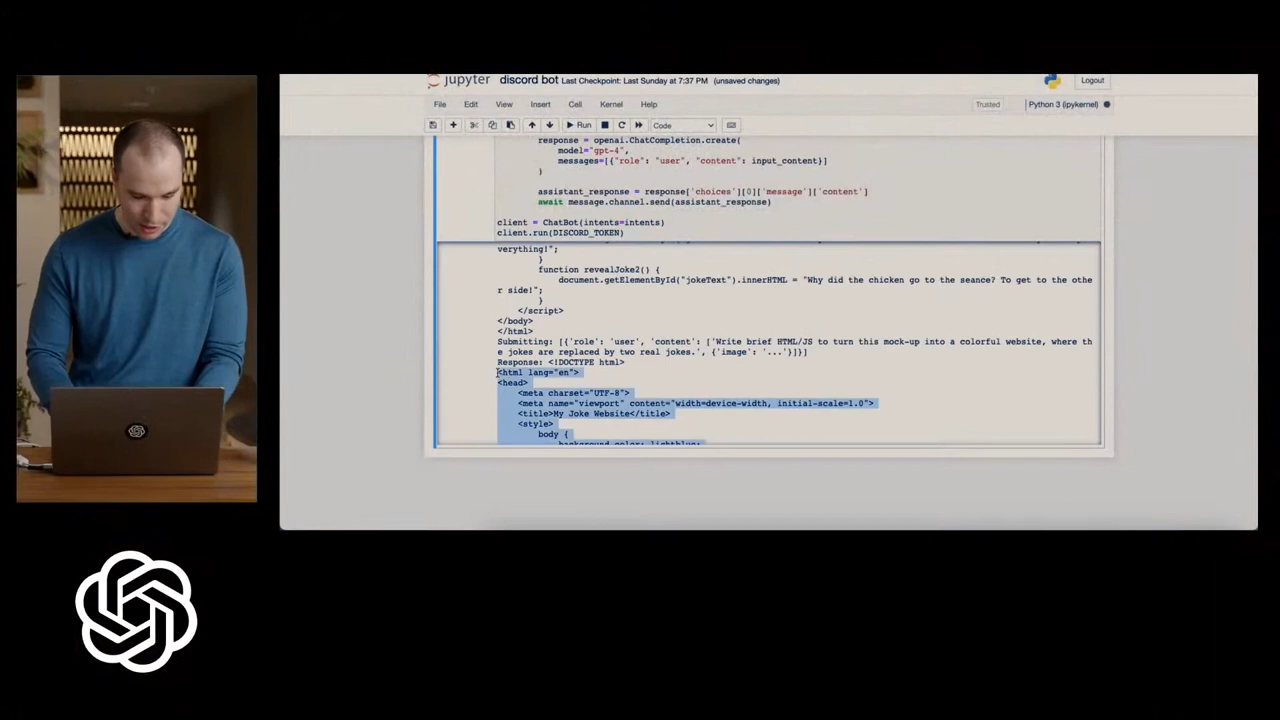 jupyter discord bot Last Checkpoint: Last Sunday at 7:37 PM (unsaved changes)
Logout
File Edit View Insert Cell Kernel Help
Trusted
Python 3 (ipykernel)
Run
Code
response = openai.ChatCompletion.create(
model="gpt-4",
messages=[{"role": "user", "content": input_content}]
)
assistant_response = response['choices'][0]['message']['content']
await message.channel.send(assistant_response)
client = ChatBot(intents=intents)
client.run(DISCORD_TOKEN)
verything!";
}
function revealJoke2() {
document.getElementById("jokeText").innerHTML = "Why did the chicken go to the seance? To get to the othe
r side!";
}
</script>
</body>
</html>
Submitting: [{'role': 'user', 'content': ['Write brief HTML/JS to turn this mock-up into a colorful website, where th
e jokes are replaced by two real jokes.', {'image': '...'}]}]
Response: <!DOCTYPE html>
<html lang="en">
<head>
<meta charset="UTF-8">
<meta name="viewport" content="width=device-width, initial-scale=1.0">
<title>My Joke Website</title>
<style>
body {
background-color: lightblue;